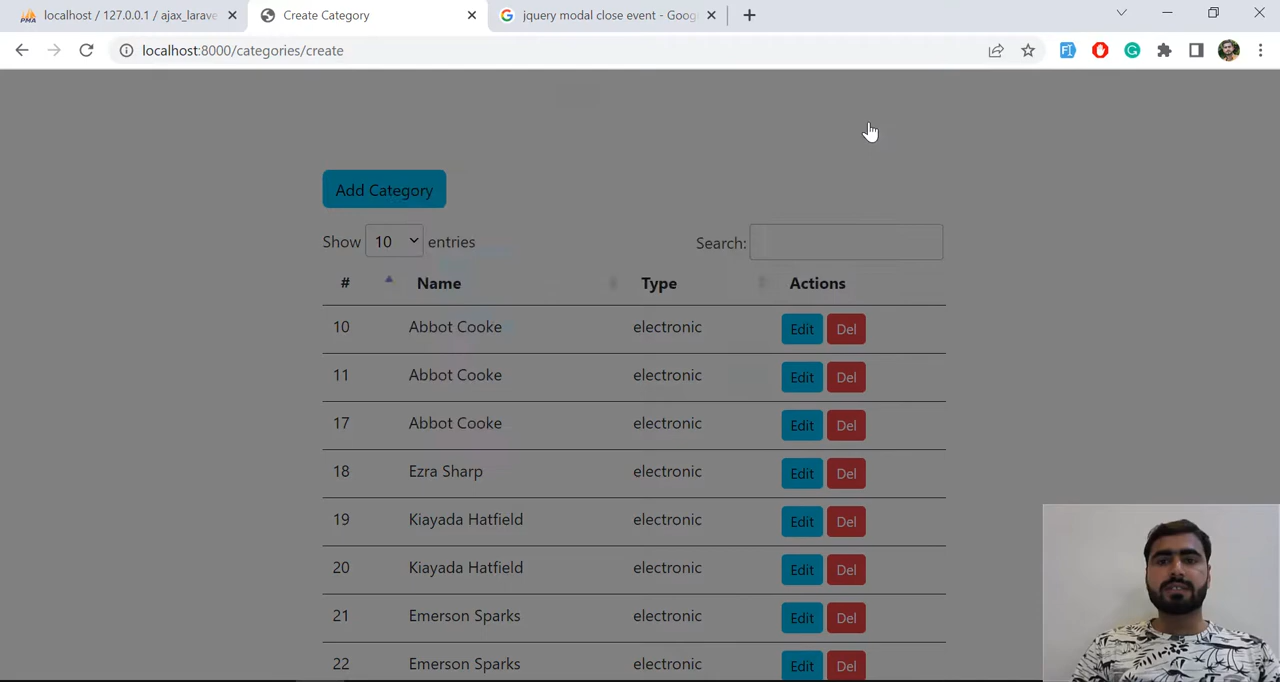 localhost / 127.0.0.1 / ajax_larave
Create Category
jquery modal close event - Goog
localhost:8000/categories/create
Add Category
Show 10 entries
Search:
# Name Type Actions
10 Abbot Cooke electronic Edit Del
11 Abbot Cooke electronic Edit Del
17 Abbot Cooke electronic Edit Del
18 Ezra Sharp electronic Edit Del
19 Kiayada Hatfield electronic Edit Del
20 Kiayada Hatfield electronic Edit Del
21 Emerson Sparks electronic Edit Del
22 Emerson Sparks electronic Edit Del